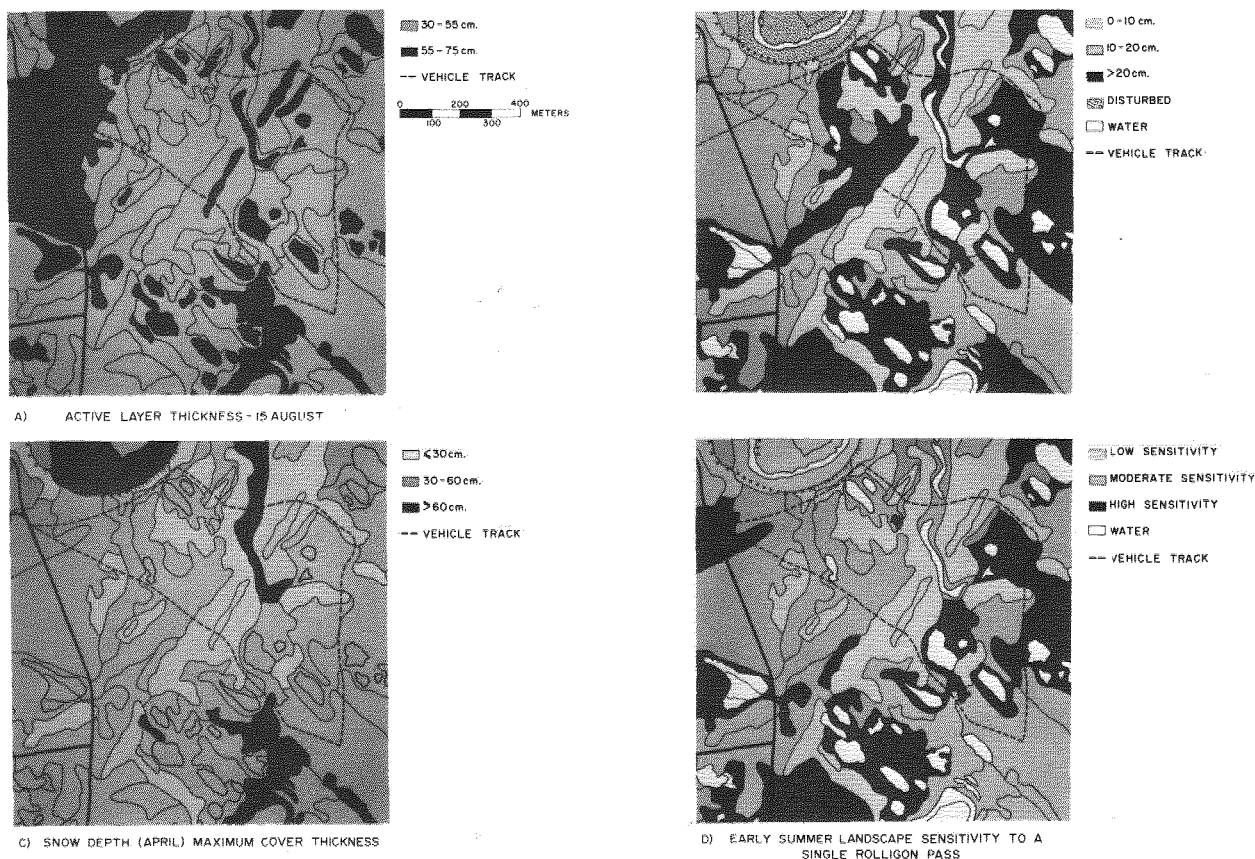 30-55 cm.
55-75 cm.
-- VEHICLE TRACK
0 200 400
METERS
100 300
A) ACTIVE LAYER THICKNESS - 15 AUGUST
0-10 cm.
10-20 cm.
>20 cm.
DISTURBED
WATER
-- VEHICLE TRACK
⩽30 cm.
30-60 cm.
⩾60 cm.
-- VEHICLE TRACK
C) SNOW DEPTH (APRIL) MAXIMUM COVER THICKNESS
LOW SENSITIVITY
MODERATE SENSITIVITY
HIGH SENSITIVITY
WATER
-- VEHICLE TRACK
D) EARLY SUMMER LANDSCAPE SENSITIVITY TO A
SINGLE ROLLIGON PASS